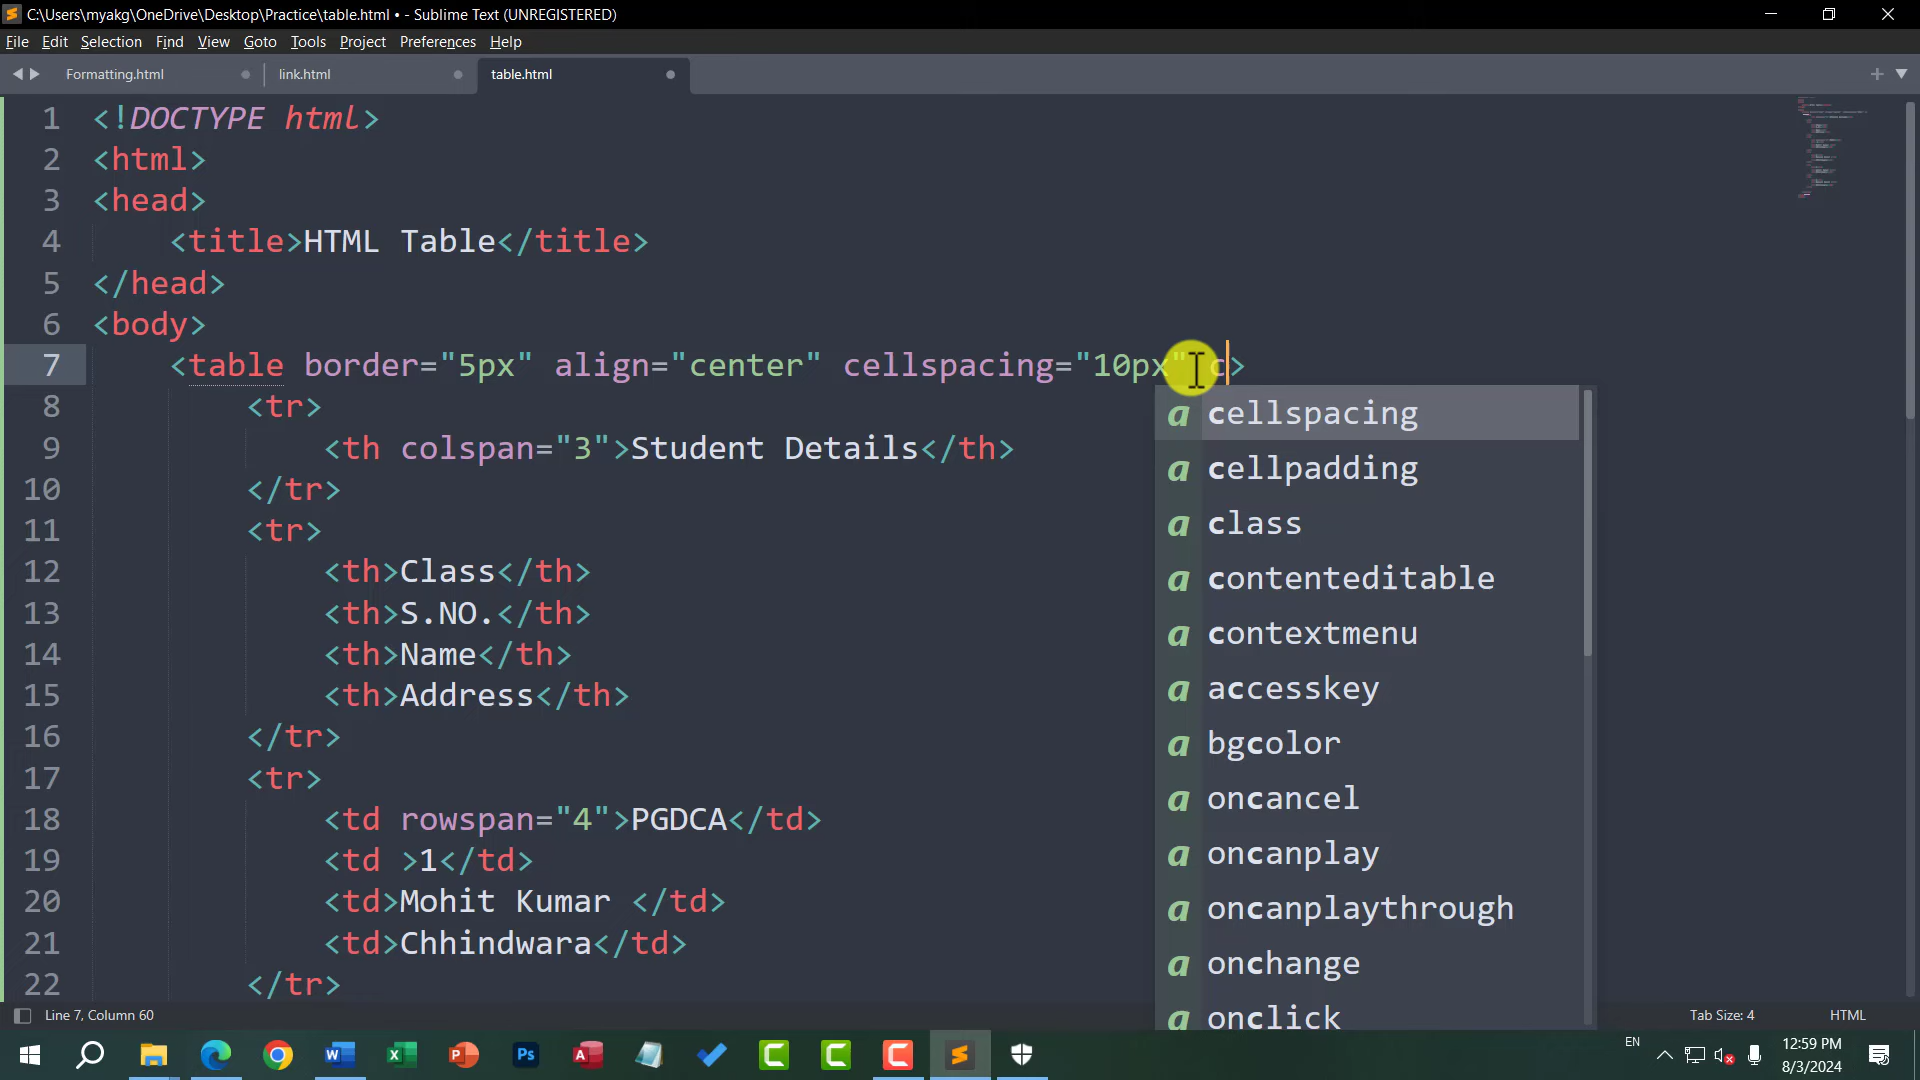 C:\Users\myakg\OneDrive\Desktop\Practice\table.html • - Sublime Text (UNREGISTERED)
File Edit Selection Find View Goto Tools Project Preferences Help
Formatting.html link.html table.html
1 <!DOCTYPE html>
2 <html>
3 <head>
4 <title>HTML Table</title>
5 </head>
6 <body>
7 <table border="5px" align="center" cellspacing="10px" c>
8 <tr>
9 <th colspan="3">Student Details</th>
10 </tr>
11 <tr>
12 <th>Class</th>
13 <th>S.NO.</th>
14 <th>Name</th>
15 <th>Address</th>
16 </tr>
17 <tr>
18 <td rowspan="4">PGDCA</td>
19 <td >1</td>
20 <td>Mohit Kumar </td>
21 <td>Chhindwara</td>
22 </tr>
a cellspacing
a cellpadding
a class
a contenteditable
a contextmenu
a accesskey
a bgcolor
a oncancel
a oncanplay
a oncanplaythrough
a onchange
a onclick
Line 7, Column 60 Tab Size: 4 HTML
EN
12:59 PM
8/3/2024